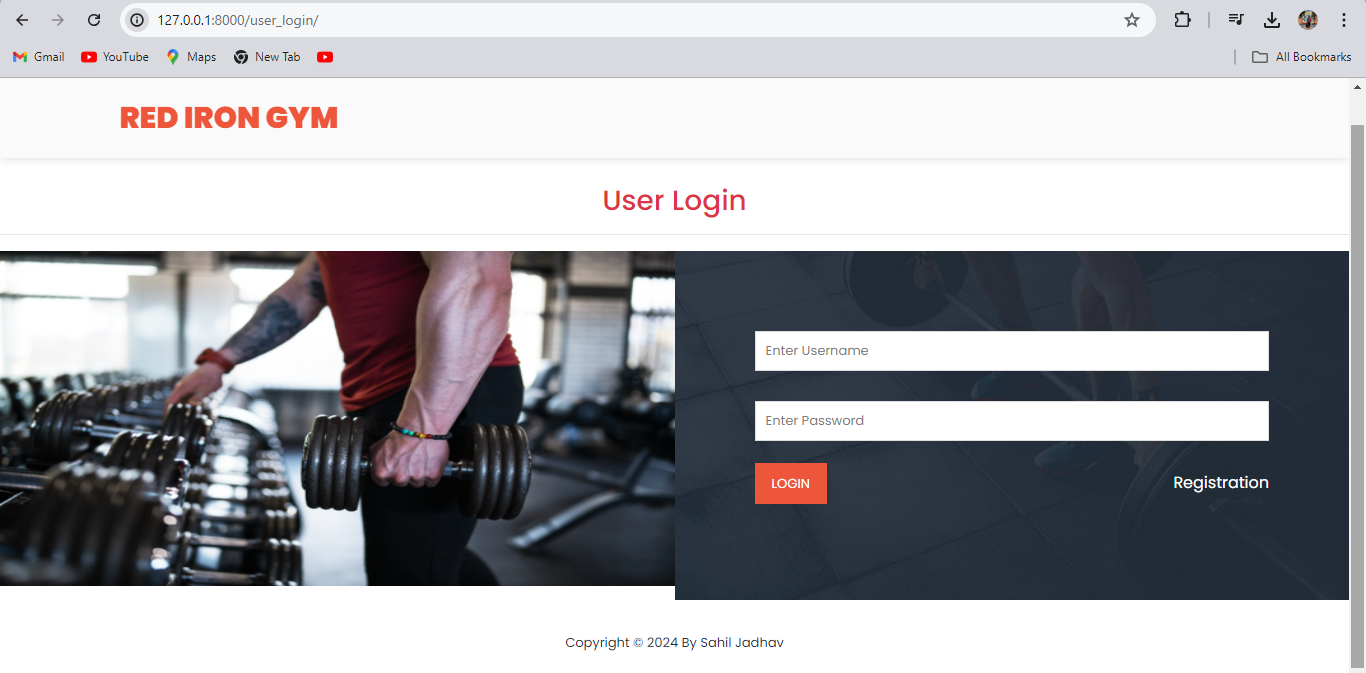 127.0.0.1:8000/user_login/
Gmail YouTube Maps New Tab All Bookmarks
RED IRON GYM
User Login
Enter Username
Enter Password
LOGIN Registration
Copyright © 2024 By Sahil Jadhav